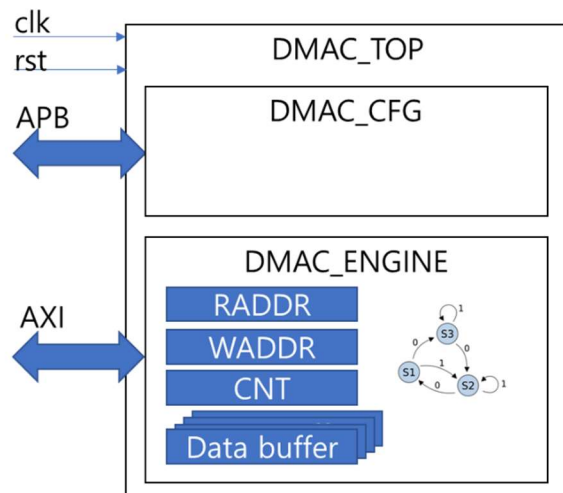 clk
rst
DMAC_TOP
APB
DMAC_CFG
AXI
DMAC_ENGINE
RADDR
WADDR
CNT
Data buffer
1
S3
0
0
S1
1
S2
1
0